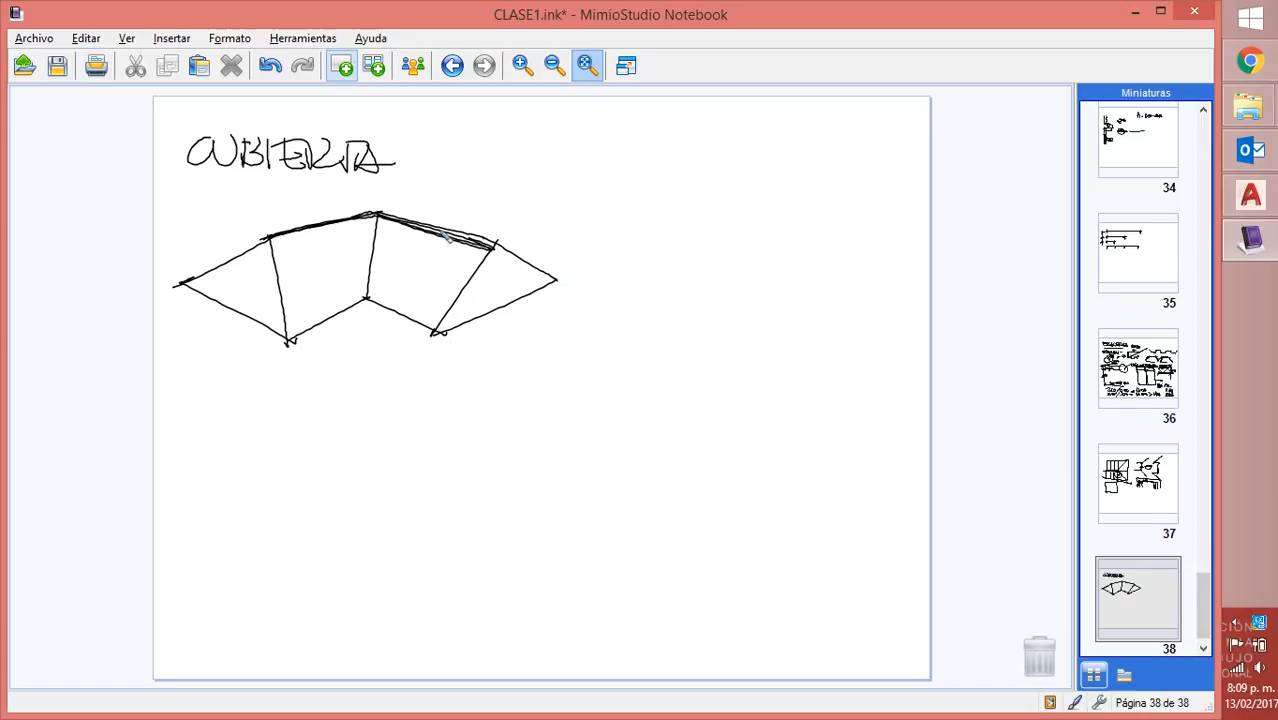 CLASE1.ink* - MimioStudio Notebook
Archivo Editar Ver Insertar Formato Herramientas Ayuda
Miniaturas
CUBIERTA
34
35
36
37
38
Página 38 de 38
8:09 p. m.
13/02/2017